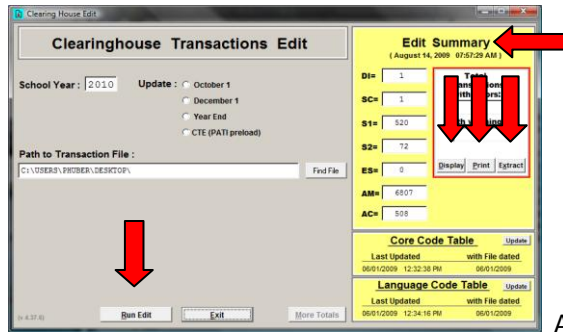 Clearing House Edit
Clearinghouse Transactions Edit
School Year : 2010
Update :
October 1
December 1
Year End
CTE (PATI preload)
Path to Transaction File :
C:\USERS\PHUBER\DESKTOP\
Find File
Run Edit
Exit
More Totals
Edit Summary
( August 14, 2009 07:57:29 AM )
DI= 1
SC= 1
S1= 520
S2= 72
ES= 0
AM= 6807
AC= 508
Total
Display Print Extract
Core Code Table Update
Last Updated with File dated
06/01/2009 12:32:38 PM 06/01/2009
Language Code Table Update
Last Updated with File dated
06/01/2009 12:34:16 PM 06/01/2009
A